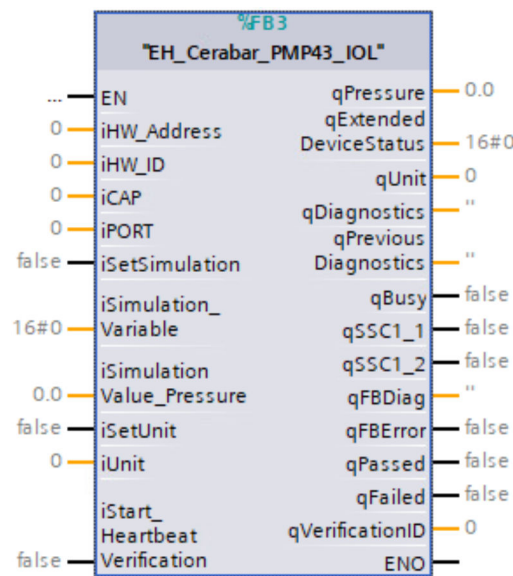 %FB3
"EH_Cerabar_PMP43_IOL"
... EN
0 iHW_Address
0 iHW_ID
0 iCAP
0 iPORT
false iSetSimulation
iSimulation_
16#0 Variable
iSimulation
0.0 Value_Pressure
false iSetUnit
0 iUnit
iStart_
Heartbeat
false Verification
qPressure 0.0
qExtended
DeviceStatus 16#0
qUnit 0
qDiagnostics ''
qPrevious
Diagnostics ''
qBusy false
qSSC1_1 false
qSSC1_2 false
qFBDiag ''
qFBError false
qPassed false
qFailed false
qVerificationID 0
ENO